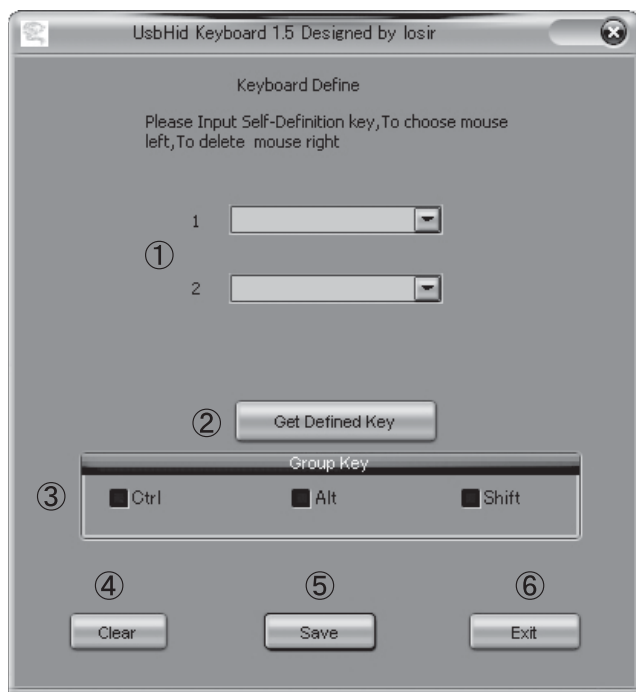 UsbHid Keyboard 1.5 Designed by losir
Keyboard Define
Please Input Self-Definition key,To choose mouse
left,To delete mouse right
1
①
2
② Get Defined Key
Group Key
③ Ctrl Alt Shift
④ ⑤ ⑥
Clear Save Exit